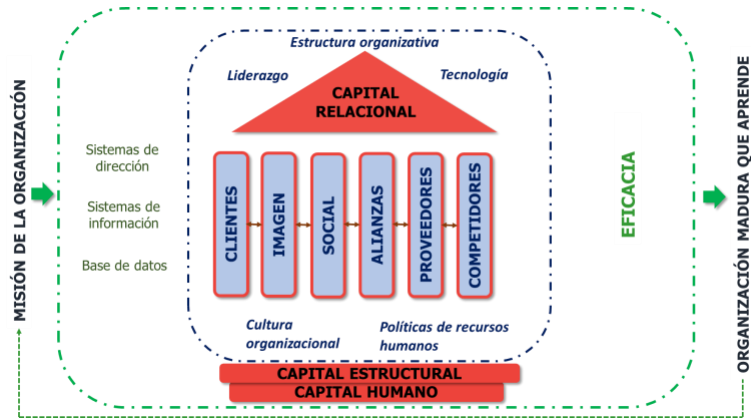 MISIÓN DE LA ORGANIZACIÓN
Estructura organizativa
Liderazgo
Tecnología
CAPITAL
RELACIONAL
Sistemas de
dirección
Sistemas de
información
Base de datos
CLIENTES
IMAGEN
SOCIAL
ALIANZAS
PROVEEDORES
COMPETIDORES
Cultura
organizacional
Políticas de recursos
humanos
CAPITAL ESTRUCTURAL
CAPITAL HUMANO
EFICACIA
ORGANIZACIÓN MADURA QUE APRENDE